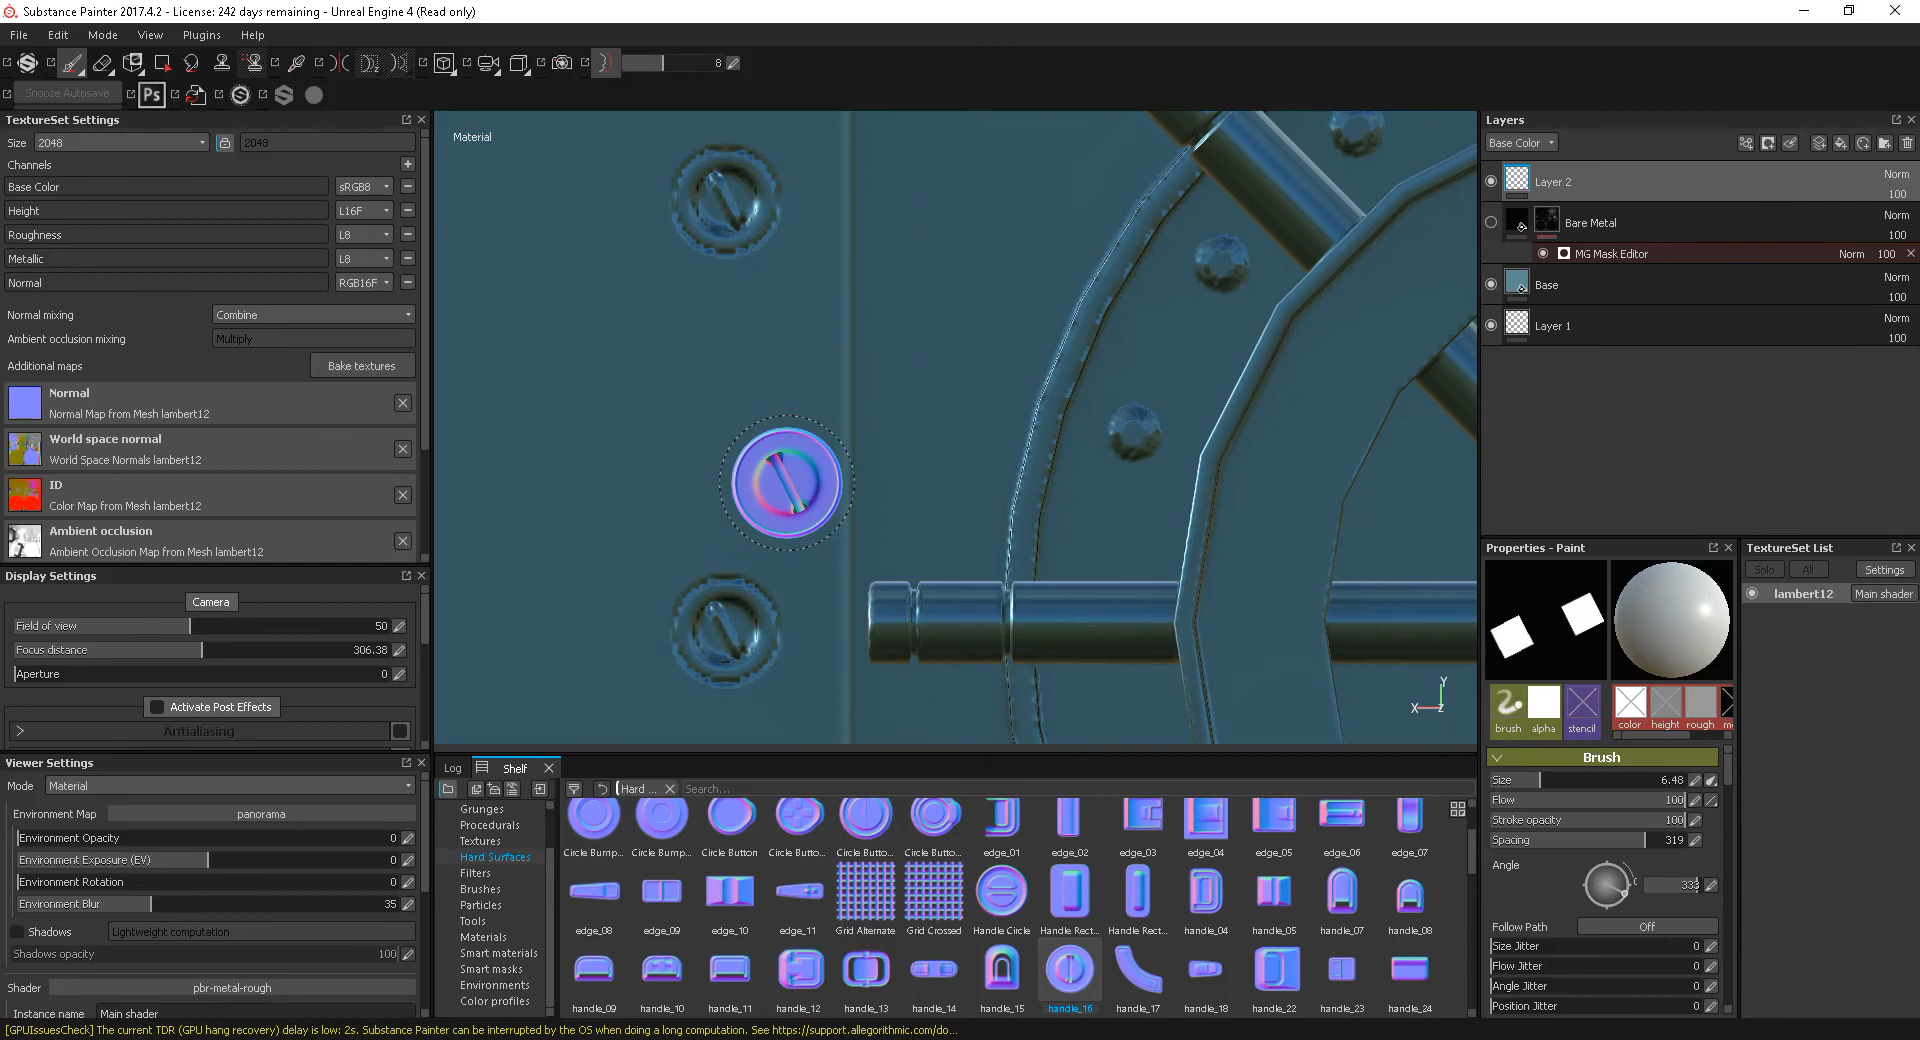 Substance Painter 2017.4.2 - License: 242 days remaining - Unreal Engine 4 (Read only)
File Edit Mode View Plugins Help
8
Snooze Autosave Ps
TextureSet Settings
Size 2048 2048
Channels
Base Color sRGB8
Height L16F
Roughness L8
Metallic L8
Normal RGB16F
Normal mixing Combine
Ambient occlusion mixing Multiply
Additional maps Bake textures
Normal
Normal Map from Mesh lambert12
World space normal
World Space Normals lambert12
ID
Color Map from Mesh lambert12
Ambient occlusion
Ambient Occlusion Map from Mesh lambert12
Display Settings
Camera
Field of view 50
Focus distance 306.38
Aperture 0
Activate Post Effects
Antialiasing
Viewer Settings
Mode Material
Environment Map panorama
Environment Opacity 0
Environment Exposure (EV) 0
Environment Rotation 0
Environment Blur 35
Shadows Lightweight computation
Shadows opacity 100
Shader pbr-metal-rough
Instance name Main shader
Material
Y
X Z
Log Shelf
Hard ... Search...
Grunges
Procedurals
Textures
Hard Surfaces
Filters
Brushes
Particles
Tools
Materials
Smart materials
Smart masks
Environments
Color profiles
Circle Bump... Circle Bump... Circle Button Circle Butto... Circle Butto... Circle Butto... edge_01 edge_02 edge_03 edge_04 edge_05 edge_06 edge_07
edge_08 edge_09 edge_10 edge_11 Grid Alternate Grid Crossed Handle Circle Handle Rect... Handle Rect... handle_04 handle_05 handle_07 handle_08
handle_09 handle_10 handle_11 handle_12 handle_13 handle_14 handle_15 handle_16 handle_17 handle_18 handle_22 handle_23 handle_24
Layers
Base Color
Layer 2 Norm
100
Bare Metal Norm
100
MG Mask Editor Norm 100
Base Norm
100
Layer 1 Norm
100
Properties - Paint
brush alpha stencil color height rough
Brush
Size 6.48
Flow 100
Stroke opacity 100
Spacing 319
Angle
333
Follow Path Off
Size Jitter 0
Flow Jitter 0
Angle Jitter 0
Position Jitter 0
TextureSet List
Solo All Settings
lambert12 Main shader
[GPUIssuesCheck] The current TDR (GPU hang recovery) delay is low: 2s. Substance Painter can be interrupted by the OS when doing a long computation. See https://support.allegorithmic.com/do...